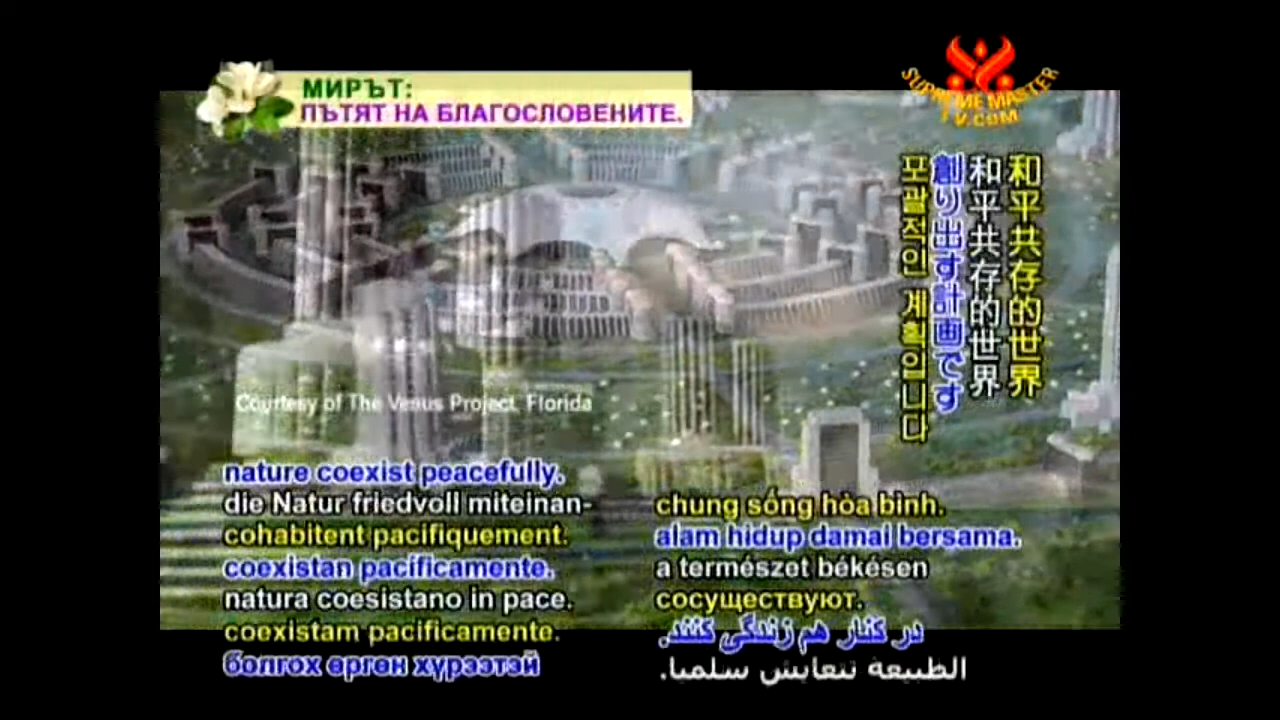 МИРЪТ:
ПЪТЯТ НА БЛАГОСЛОВЕНИТЕ.
SUPREME MASTER
TV.COM
和平共存的世界
和平共存的世界
創り出す計画です
포괄적인 계획입니다
Courtesy of The Venus Project, Florida
nature coexist peacefully.
die Natur friedvoll miteinan-
cohabitent pacifiquement.
coexistan pacíficamente.
natura coesistano in pace.
coexistam pacificamente.
болгох өргөн хүрээтэй
chung sống hòa bình.
alam hidup damai bersama.
a természet békésen
сосуществуют.
در کنار هم زندگی کنند.
الطبيعة تتعايش سلميا.